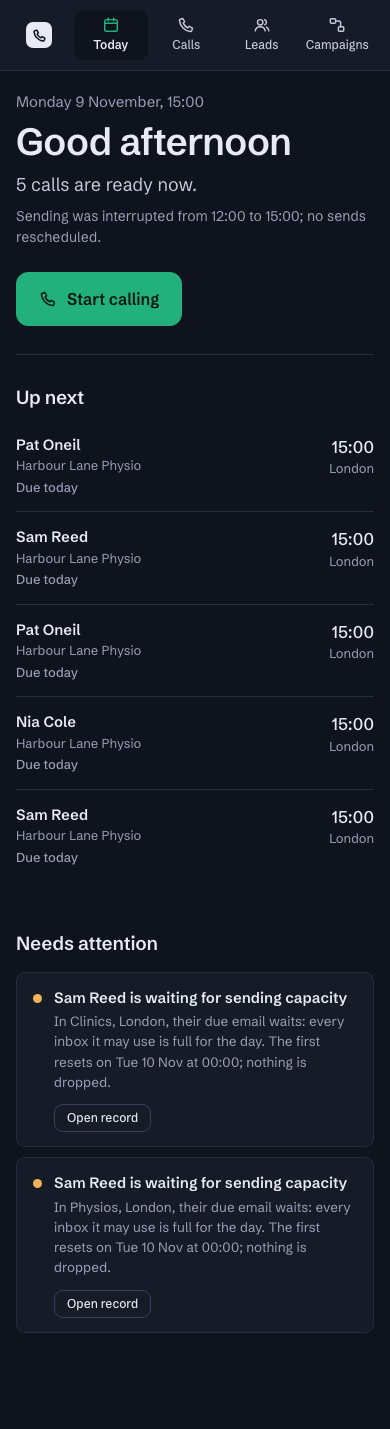 Today
Calls
Leads
Campaigns
Monday 9 November, 15:00
Good afternoon
5 calls are ready now.
Sending was interrupted from 12:00 to 15:00; no sends
rescheduled.
Start calling
Up next
Pat Oneil
15:00
Harbour Lane Physio
London
Due today
Sam Reed
15:00
Harbour Lane Physio
London
Due today
Pat Oneil
15:00
Harbour Lane Physio
London
Due today
Nia Cole
15:00
Harbour Lane Physio
London
Due today
Sam Reed
15:00
Harbour Lane Physio
London
Due today
Needs attention
Sam Reed is waiting for sending capacity
In Clinics, London, their due email waits: every
inbox it may use is full for the day. The first
resets on Tue 10 Nov at 00:00; nothing is
dropped.
Open record
Sam Reed is waiting for sending capacity
In Physios, London, their due email waits: every
inbox it may use is full for the day. The first
resets on Tue 10 Nov at 00:00; nothing is
dropped.
Open record